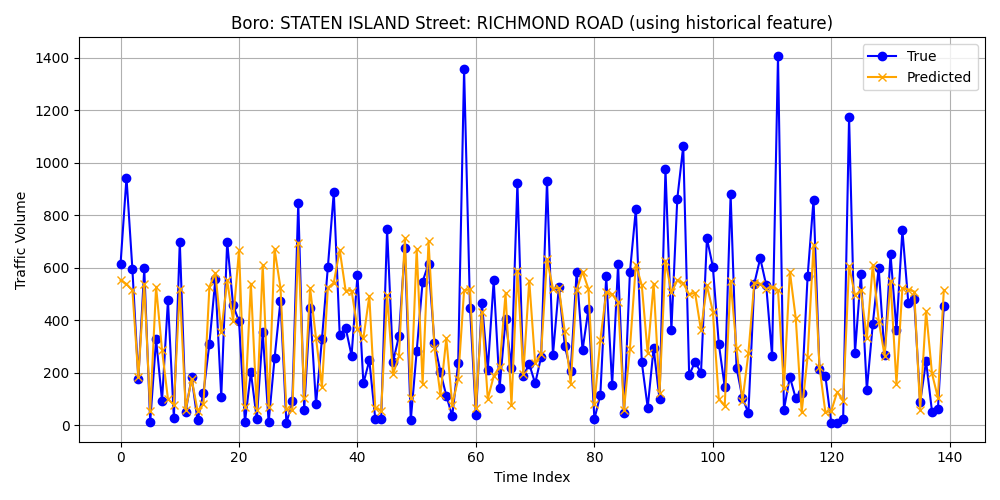 Boro: STATEN ISLAND Street: RICHMOND ROAD (using historical feature)
True
Predicted
Traffic Volume
1400
1200
1000
800
600
400
200
0
0 20 40 60 80 100 120 140
Time Index